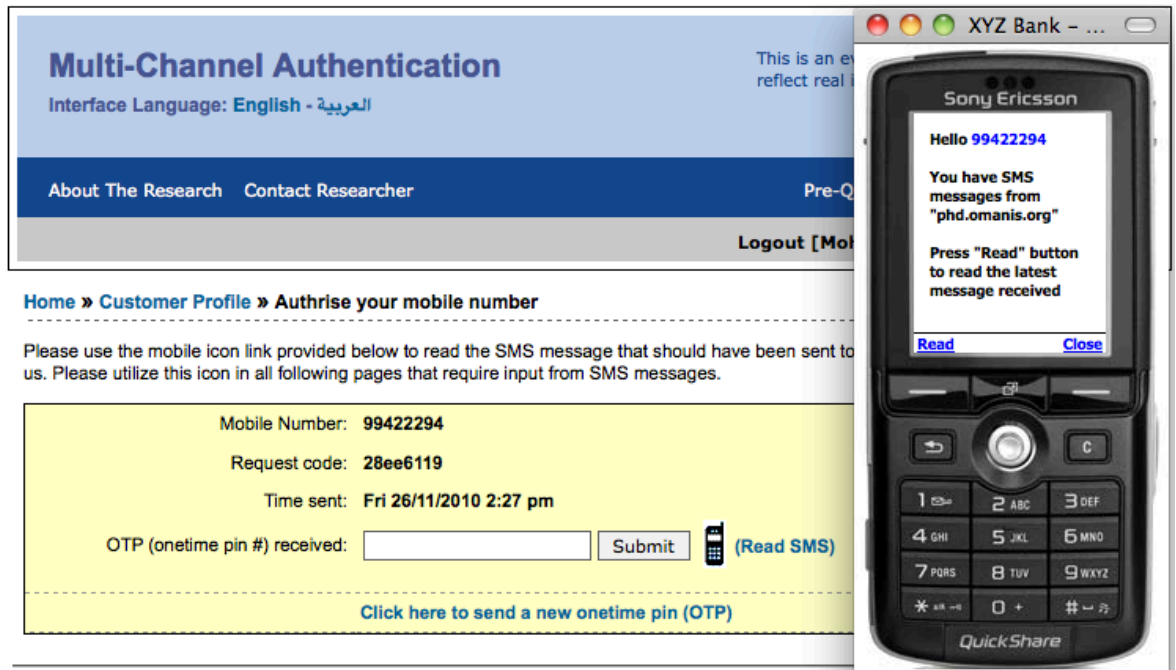 Multi-Channel Authentication
Interface Language: English - العربية
This is an
reflect real
About The Research Contact Researcher
Logout
Home » Customer Profile » Authrise your mobile number
Please use the mobile icon link provided below to read the SMS message that should have been sent to
us. Please utilize this icon in all following pages that require input from SMS messages.
Mobile Number: 99422294
Request code: 28ee6119
Time sent: Fri 26/11/2010 2:27 pm
OTP (onetime pin #) received: Submit (Read SMS)
Click here to send a new onetime pin (OTP)
XYZ Bank – ...
Sony Ericsson
Hello 99422294
You have SMS
messages from
"phd.omanis.org"
Press "Read" button
to read the latest
message received
Read Close
C
1 2 ABC 3 DEF
4 GHI 5 JKL 6 MNO
7 PQRS 8 TUV 9 WXYZ
* a/A 0 + #
QuickShare